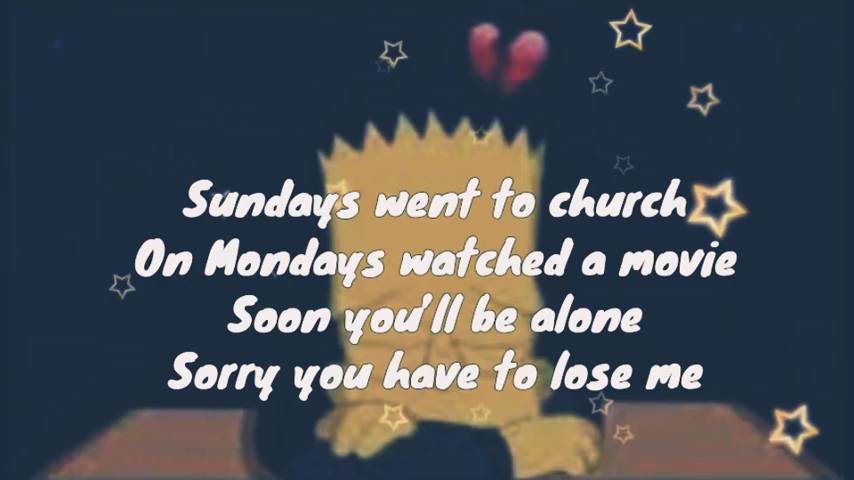 Sundays went to church
On Mondays watched a movie
Soon you'll be alone
Sorry you have to lose me